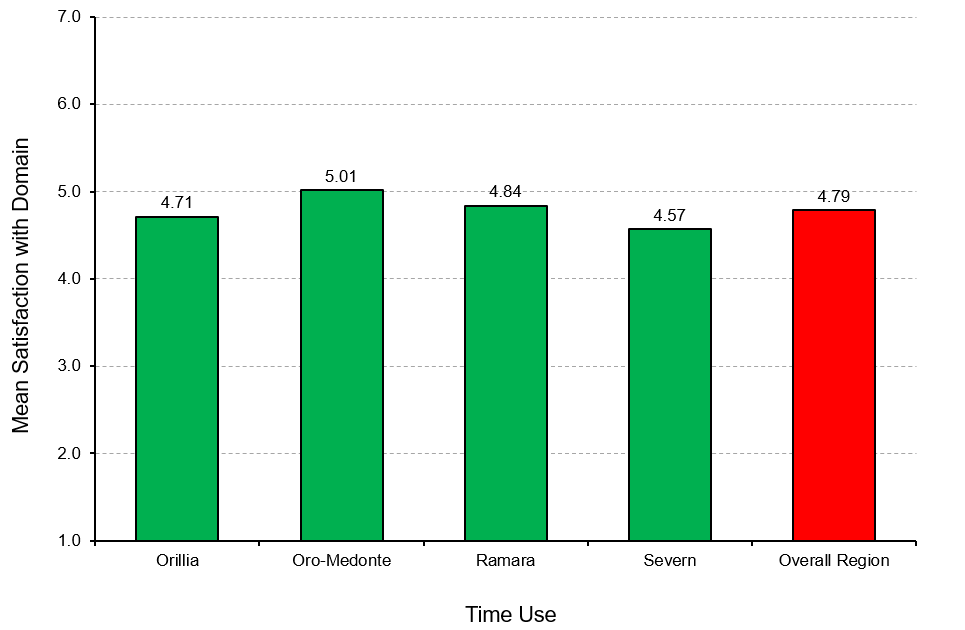 7.0
6.0
5.0
4.0
3.0
2.0
1.0
Mean Satisfaction with Domain
4.71
5.01
4.84
4.57
4.79
Orillia
Oro-Medonte
Ramara
Severn
Overall Region
Time Use